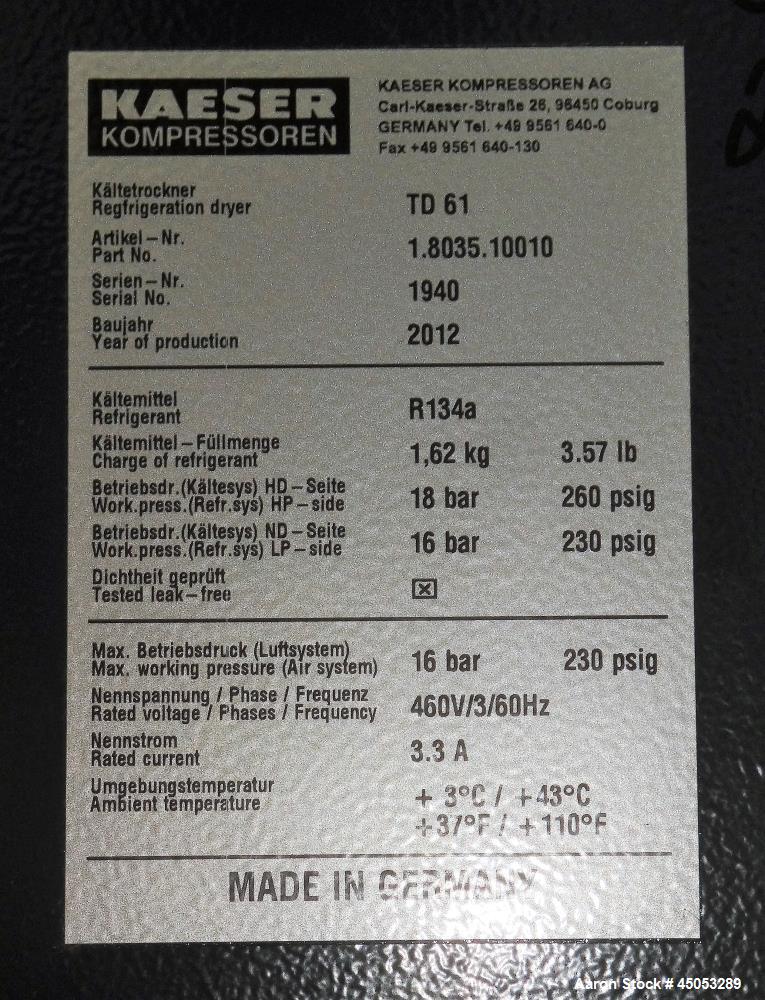 KAESER
KOMPRESSOREN
KAESER KOMPRESSOREN AG
Carl-Kaeser-Straße 26, 96450 Coburg
GERMANY Tel. +49 9561 640-0
Fax +49 9561 640-130
Kältetrockner
Regfrigeration dryer TD 61
Artikel – Nr.
Part No. 1.8035.10010
Serien – Nr.
Serial No. 1940
Baujahr
Year of production 2012
Kältemittel
Refrigerant R134a
Kältemittel – Füllmenge
Charge of refrigerant 1,62 kg 3.57 lb
Betriebsdr.(Kältesys) HD – Seite
Work.press.(Refr.sys) HP – side 18 bar 260 psig
Betriebsdr.(Kältesys) ND – Seite
Work.press.(Refr.sys) LP – side 16 bar 230 psig
Dichtheit geprüft
Tested leak – free ☒
Max. Betriebsdruck (Luftsystem)
Max. working pressure (Air system) 16 bar 230 psig
Nennspannung / Phase / Frequenz
Rated voltage / Phases / Frequency 460V/3/60Hz
Nennstrom
Rated current 3.3 A
Umgebungstemperatur
Ambient temperature + 3°C / +43°C
+37°F / +110°F
MADE IN GERMANY
Aaron Stock # 45053289